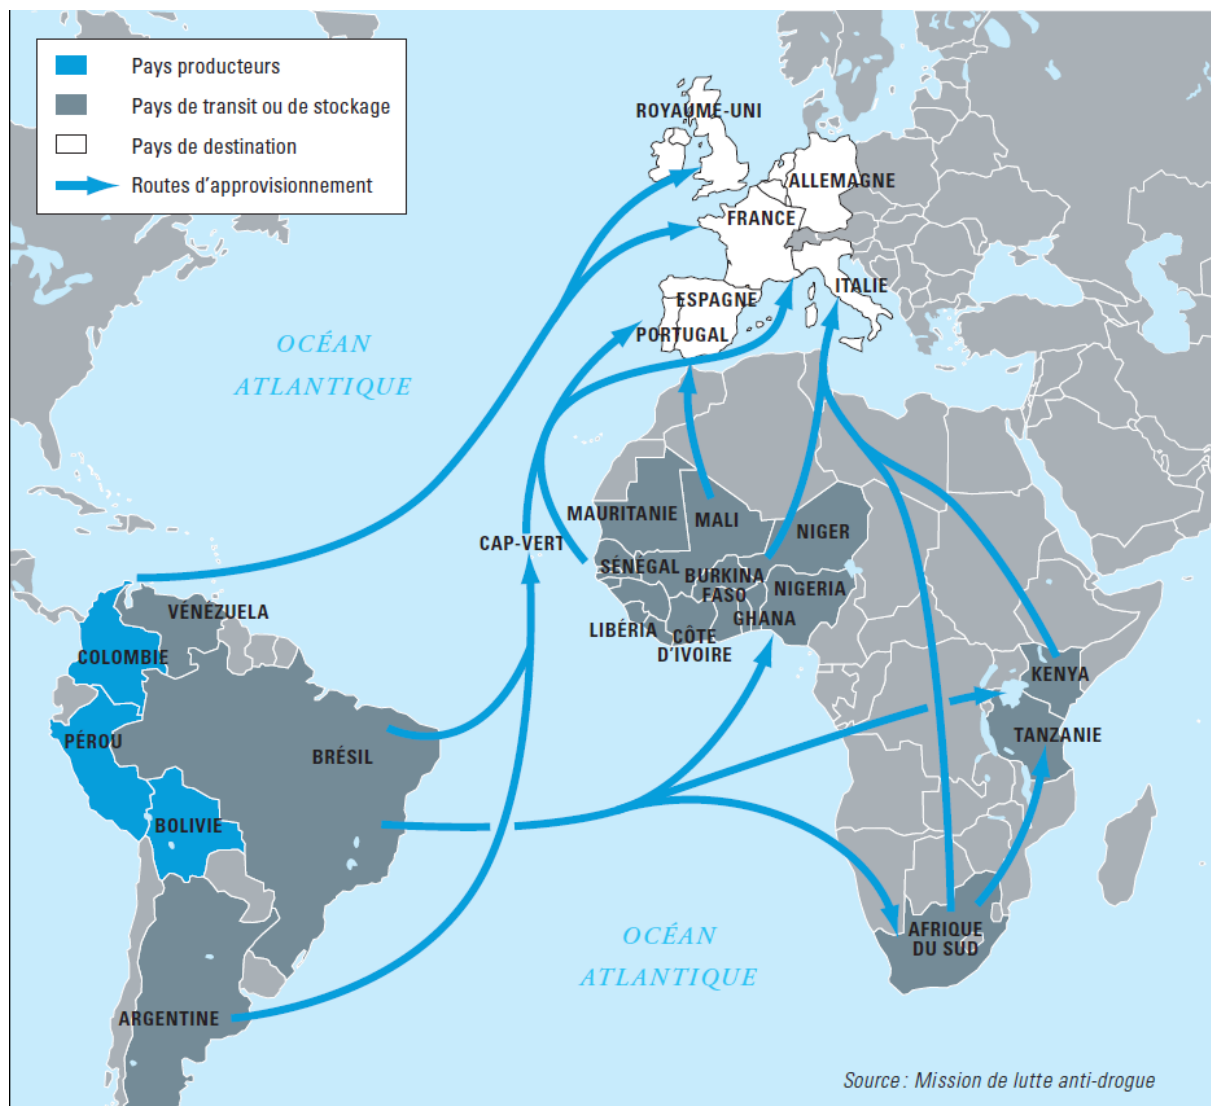 Pays producteurs
Pays de transit ou de stockage
Pays de destination
Routes d'approvisionnement
ROYAUME-UNI
ALLEMAGNE
FRANCE
ITALIE
ESPAGNE
PORTUGAL
OCÉAN
ATLANTIQUE
MAURITANIE
MALI
NIGER
CAP-VERT
SÉNÉGAL
BURKINA
FASO
NIGERIA
GHANA
LIBÉRIA
CÔTE
D'IVOIRE
VÉNÉZUELA
COLOMBIE
KENYA
PÉROU
TANZANIE
BRÉSIL
BOLIVIE
AFRIQUE
DU SUD
OCÉAN
ATLANTIQUE
ARGENTINE
Source : Mission de lutte anti-drogue